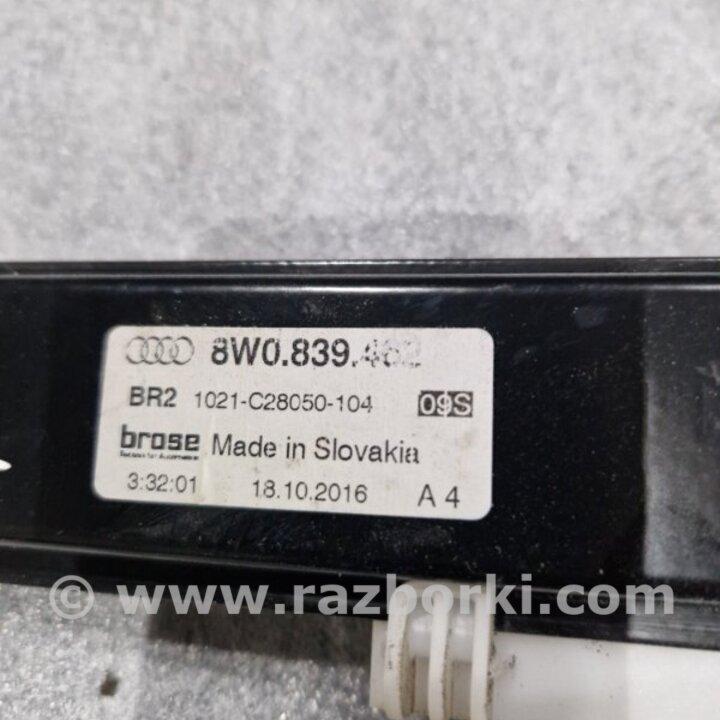 8W0.839.462
BR2 1021-C28050-104 09S
brose Made in Slovakia
3:32:01 18.10.2016 A 4
© www.razborki.com